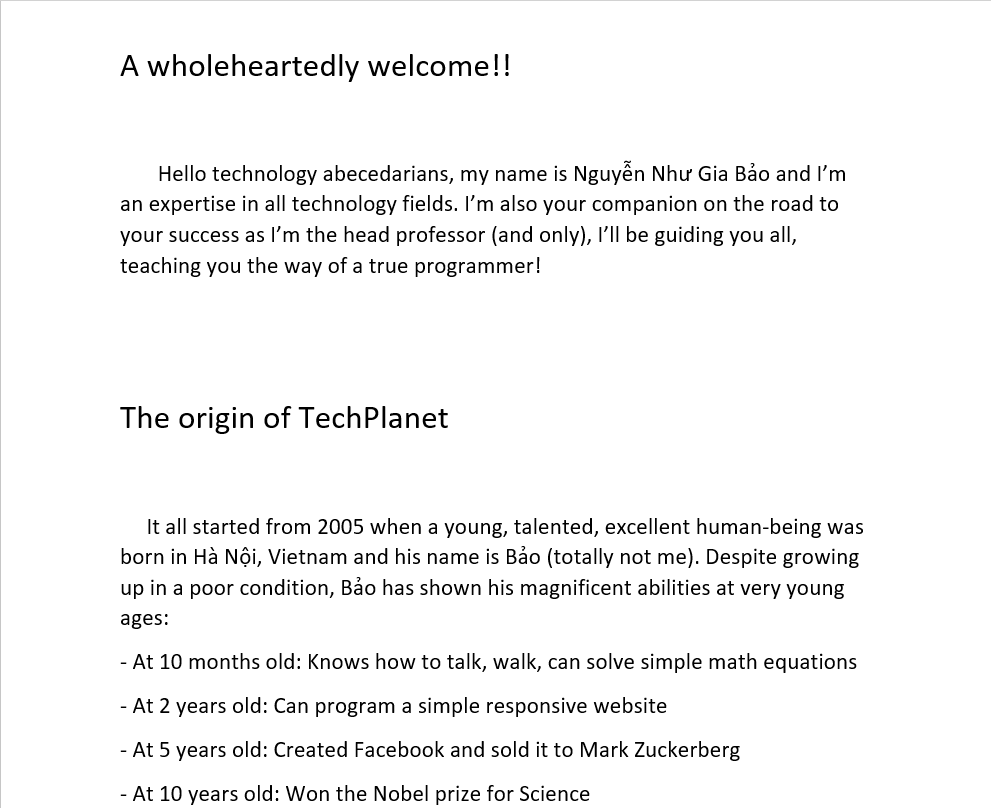 A wholeheartedly welcome!!
Hello technology abecedarians, my name is Nguyễn Như Gia Bảo and I’m
an expertise in all technology fields. I’m also your companion on the road to
your success as I’m the head professor (and only), I’ll be guiding you all,
teaching you the way of a true programmer!
The origin of TechPlanet
It all started from 2005 when a young, talented, excellent human-being was
born in Hà Nội, Vietnam and his name is Bảo (totally not me). Despite growing
up in a poor condition, Bảo has shown his magnificent abilities at very young
ages:
- At 10 months old: Knows how to talk, walk, can solve simple math equations
- At 2 years old: Can program a simple responsive website
- At 5 years old: Created Facebook and sold it to Mark Zuckerberg
- At 10 years old: Won the Nobel prize for Science